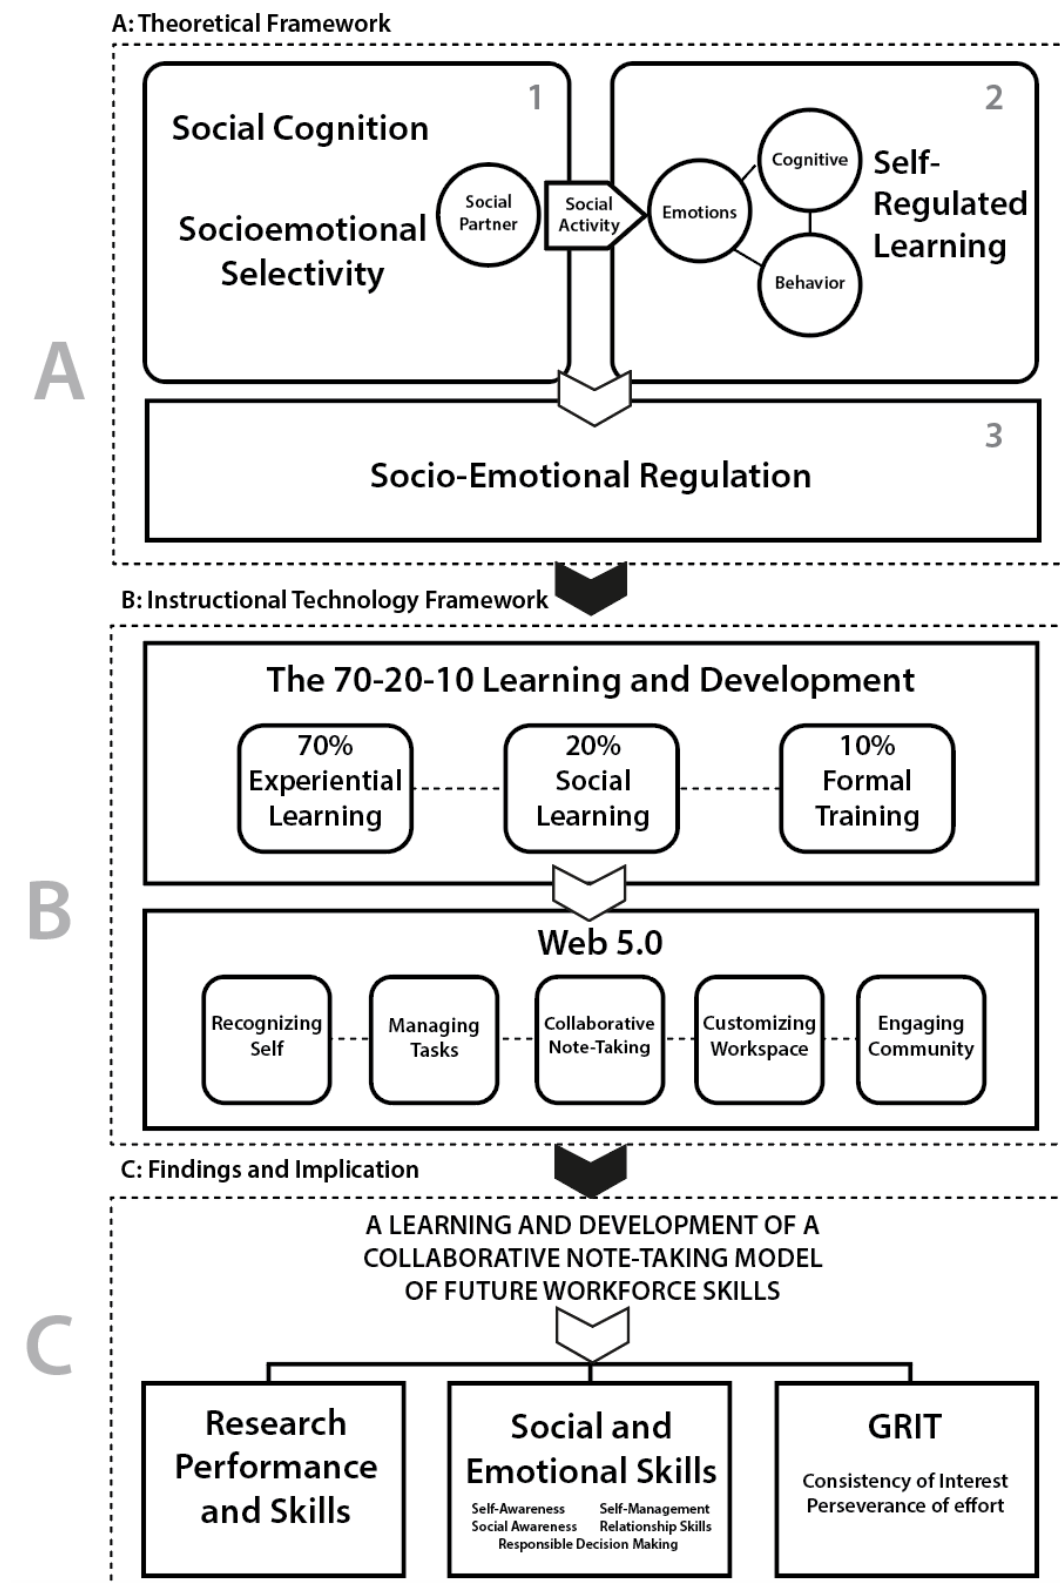 A: Theoretical Framework
1
Social Cognition
Socioemotional
Selectivity
Social
Partner
Social
Activity
2
Emotions
Cognitive
Behavior
Self-
Regulated
Learning
A
3
Socio-Emotional Regulation
B: Instructional Technology Framework
The 70-20-10 Learning and Development
70%
Experiential
Learning
20%
Social
Learning
10%
Formal
Training
B
Web 5.0
Recognizing
Self
Managing
Tasks
Collaborative
Note-Taking
Customizing
Workspace
Engaging
Community
C: Findings and Implication
A LEARNING AND DEVELOPMENT OF A
COLLABORATIVE NOTE-TAKING MODEL
OF FUTURE WORKFORCE SKILLS
C
Research
Performance
and Skills
Social and
Emotional Skills
Self-Awareness Self-Management
Social Awareness Relationship Skills
Responsible Decision Making
GRIT
Consistency of Interest
Perseverance of effort